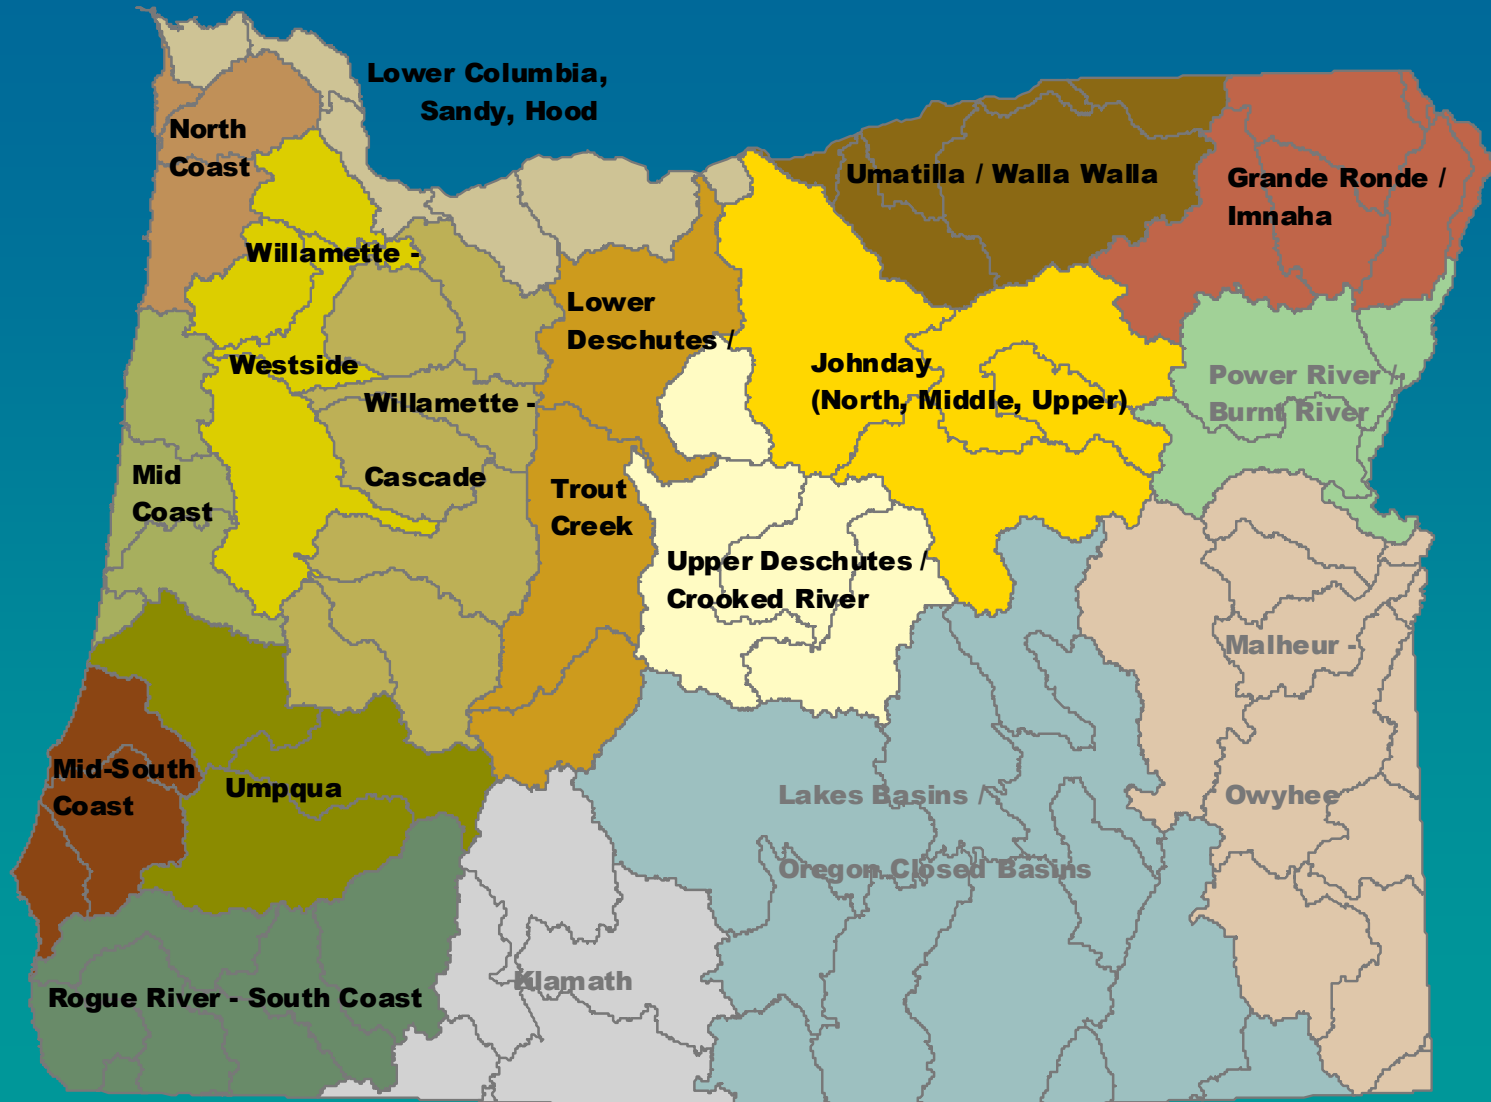 Lower Columbia,
Sandy, Hood
North
Coast
Umatilla / Walla Walla
Grande Ronde /
Imnaha
Willamette -
Westside
Lower
Deschutes /
Johnday
(North, Middle, Upper)
Power River /
Burnt River
Willamette -
Cascade
Mid
Coast
Trout
Creek
Upper Deschutes /
Crooked River
Malheur -
Owyhee
Mid-South
Coast
Umpqua
Lakes Basins /
Oregon Closed Basins
Klamath
Rogue River - South Coast